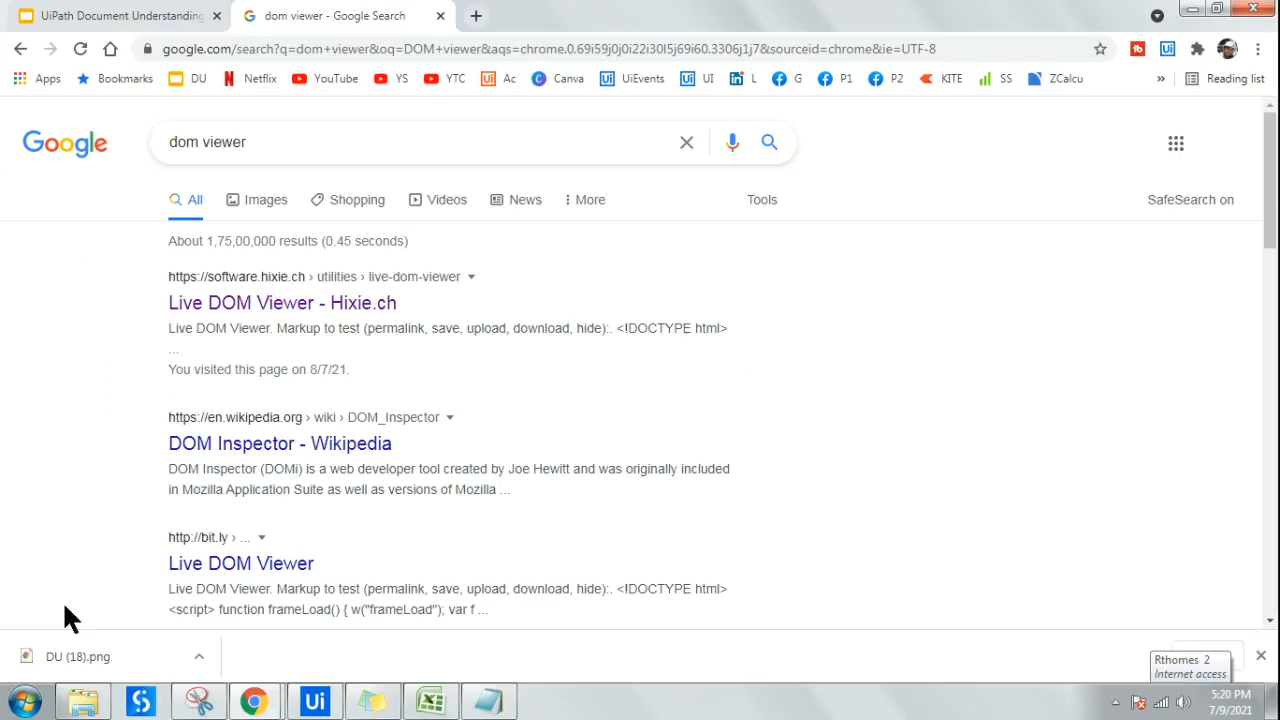 UiPath Document Understanding
dom viewer - Google Search
google.com/search?q=dom+viewer&oq=DOM+viewer&aqs=chrome.0.69i59j0j0i22i30l5j69i60.3306j1j7&sourceid=chrome&ie=UTF-8
Apps Bookmarks DU Netflix YouTube YS YTC Ac Canva UiEvents UI L G P1 P2 KITE SS ZCalcu » Reading list
Google
dom viewer
All Images Shopping Videos News More Tools SafeSearch on
About 1,75,00,000 results (0.45 seconds)
https://software.hixie.ch › utilities › live-dom-viewer
Live DOM Viewer - Hixie.ch
Live DOM Viewer. Markup to test (permalink, save, upload, download, hide):. <!DOCTYPE html>
...
You visited this page on 8/7/21.
https://en.wikipedia.org › wiki › DOM_Inspector
DOM Inspector - Wikipedia
DOM Inspector (DOMi) is a web developer tool created by Joe Hewitt and was originally included
in Mozilla Application Suite as well as versions of Mozilla ...
http://bit.ly › ...
Live DOM Viewer
Live DOM Viewer. Markup to test (permalink, save, upload, download, hide):. <!DOCTYPE html>
<script> function frameLoad() { w("frameLoad"); var f ...
DU (18).png
Rthomes 2
Internet access
Ui
5:20 PM
7/9/2021